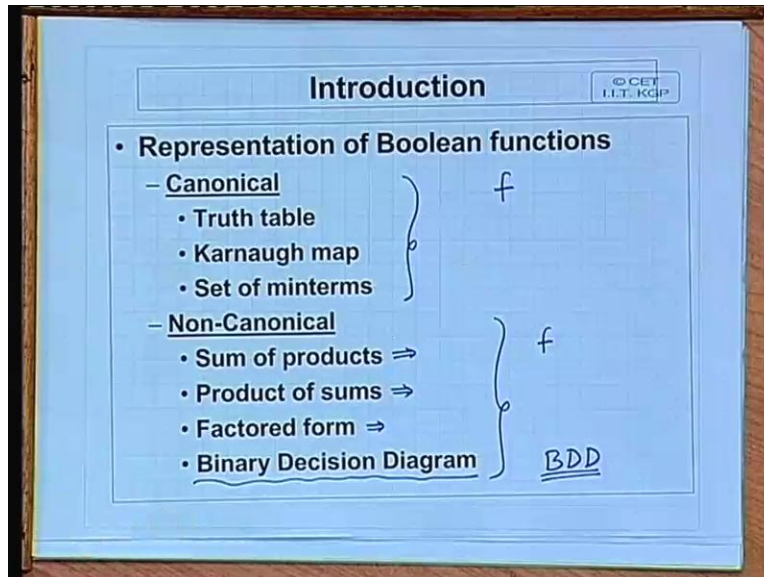 Introduction
© CET
I.I.T. KGP
• Representation of Boolean functions
– Canonical
f
• Truth table
• Karnaugh map
• Set of minterms
– Non-Canonical
• Sum of products ⇒
f
• Product of sums ⇒
• Factored form ⇒
• Binary Decision Diagram
BDD